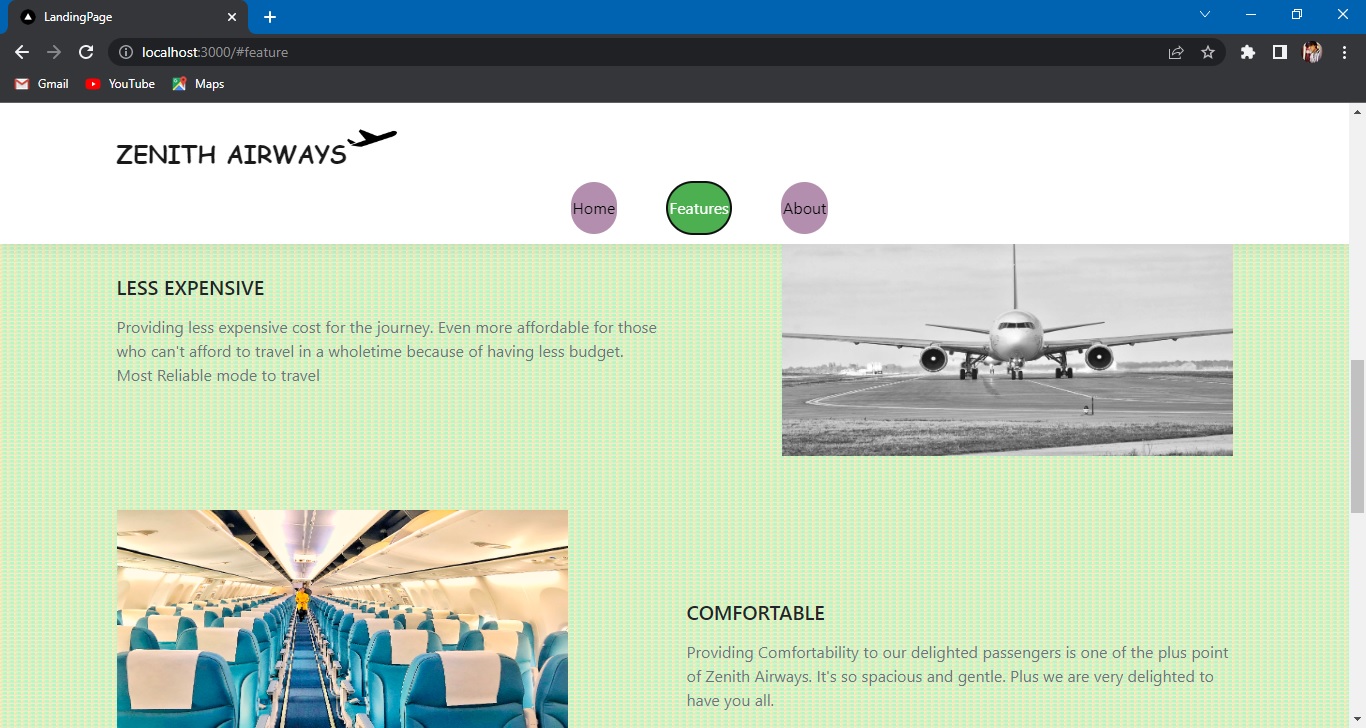 LandingPage
localhost:3000/#feature
Gmail YouTube Maps
ZENITH AIRWAYS
Home Features About
LESS EXPENSIVE
Providing less expensive cost for the journey. Even more affordable for those
who can't afford to travel in a wholetime because of having less budget.
Most Reliable mode to travel
COMFORTABLE
Providing Comfortability to our delighted passengers is one of the plus point
of Zenith Airways. It's so spacious and gentle. Plus we are very delighted to
have you all.